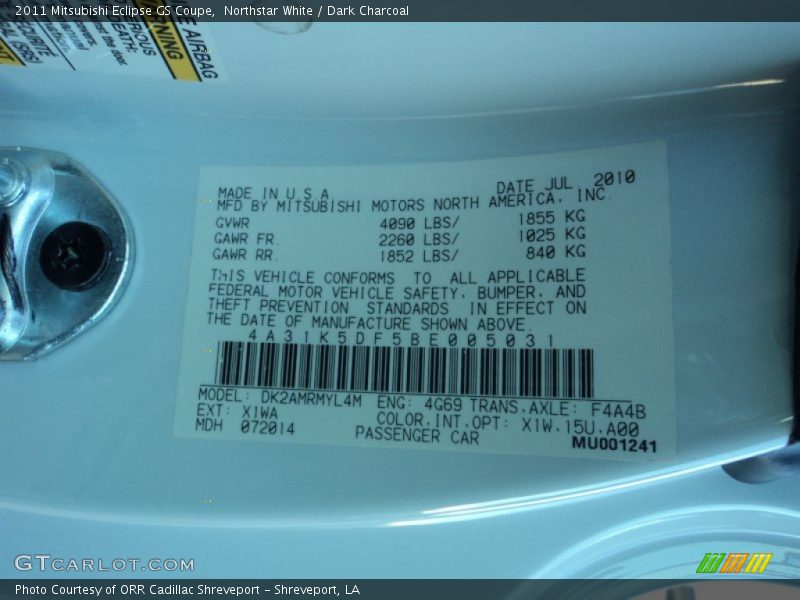 2011 Mitsubishi Eclipse GS Coupe,  Northstar White / Dark Charcoal
WARNING
AIRBAG
MADE IN U S A      DATE JUL  2010
MFD BY MITSUBISHI MOTORS NORTH AMERICA, INC.
GVWR      4090 LBS/      1855 KG
GAWR FR.      2260 LBS/      1025 KG
GAWR RR.      1852 LBS/      840 KG
THIS VEHICLE CONFORMS TO ALL APPLICABLE
FEDERAL MOTOR VEHICLE SAFETY, BUMPER, AND
THEFT PREVENTION STANDARDS IN EFFECT ON
THE DATE OF MANUFACTURE SHOWN ABOVE.
4A31K5DF5BE005031
MODEL: DK2AMRMYL4M  ENG: 4G69 TRANS.AXLE: F4A4B
EXT: X1WA      COLOR.INT.OPT: X1W.15U.A00
MDH 072014      PASSENGER CAR      MU001241
GTCARLOT.COM
Photo Courtesy of ORR Cadillac Shreveport - Shreveport, LA